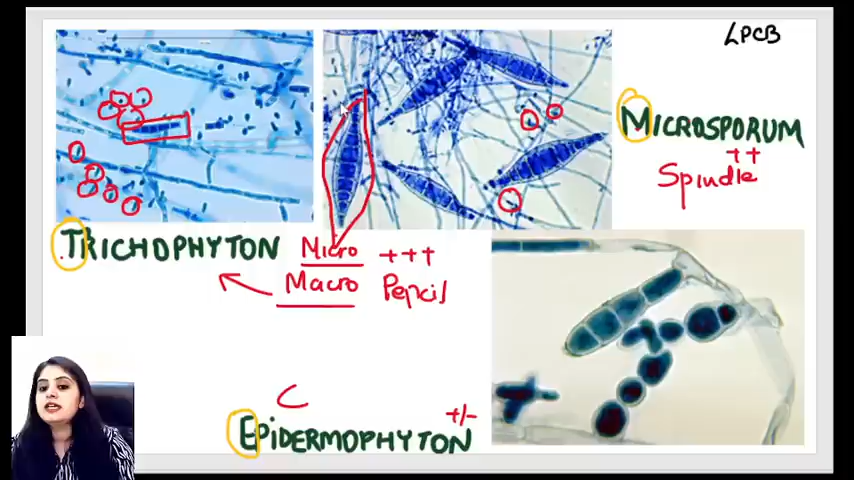 LPCB
MICROSPORUM
++
Spindle
TRICHOPHYTON
Micro +++
Macro Pencil
C
EPIDERMOPHYTON
+/-